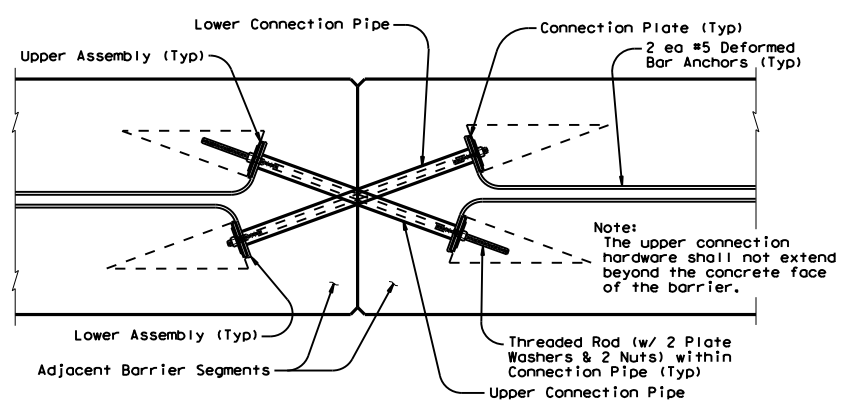 Lower Connection Pipe
Connection Plate (Typ)
Upper Assembly (Typ)
2 ea #5 Deformed
Bar Anchors (Typ)
Note:
The upper connection
hardware shall not extend
beyond the concrete face
of the barrier.
Lower Assembly (Typ)
Threaded Rod (w/ 2 Plate
Washers & 2 Nuts) within
Connection Pipe (Typ)
Adjacent Barrier Segments
Upper Connection Pipe